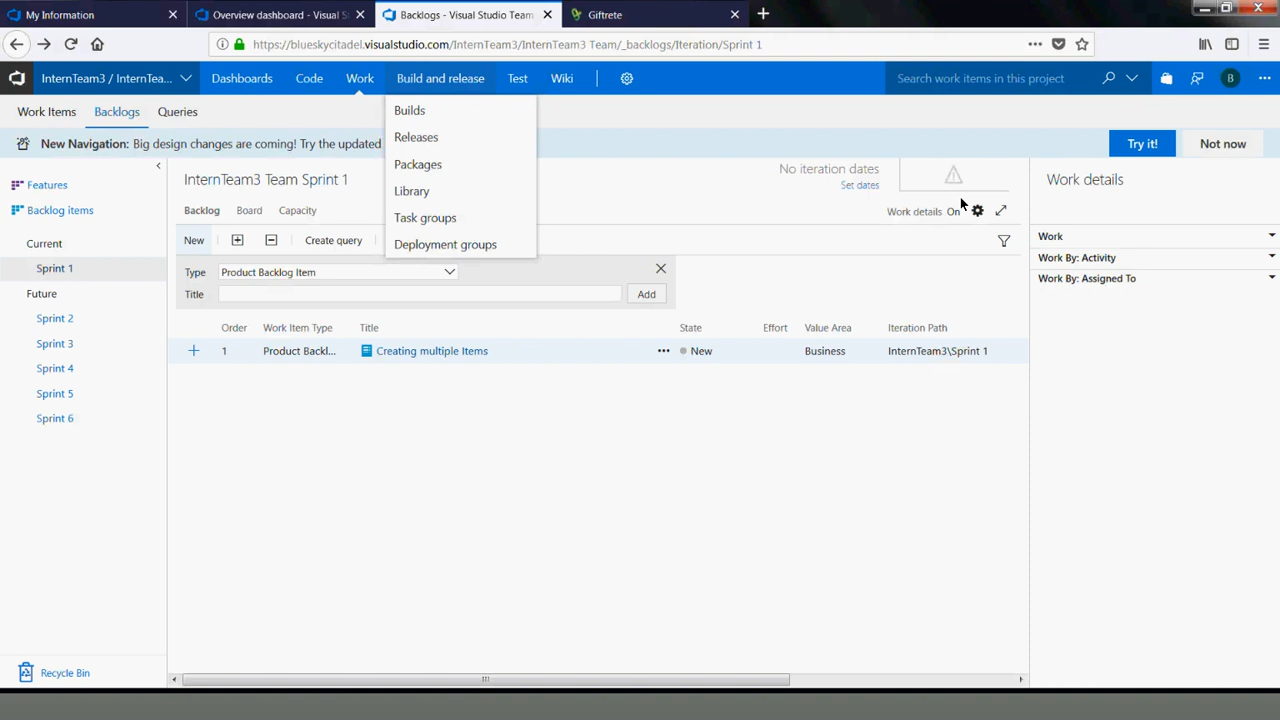 My Information
Overview dashboard - Visual S
Backlogs - Visual Studio Team
Giftrete
https://blueskycitadel.visualstudio.com/InternTeam3/InternTeam3 Team/_backlogs/Iteration/Sprint 1
InternTeam3 / InternTea...
Dashboards
Code
Work
Build and release
Test
Wiki
Search work items in this project
B
Work Items
Backlogs
Queries
Builds
Releases
Packages
Library
Task groups
Deployment groups
New Navigation: Big design changes are coming! Try the updated
Try it!
Not now
Features
Backlog items
Current
Sprint 1
Future
Sprint 2
Sprint 3
Sprint 4
Sprint 5
Sprint 6
Recycle Bin
InternTeam3 Team Sprint 1
No iteration dates
Set dates
Backlog
Board
Capacity
Work details On
New
Create query
Type
Product Backlog Item
Title
Add
Order
Work Item Type
Title
State
Effort
Value Area
Iteration Path
1
Product Backl...
Creating multiple Items
New
Business
InternTeam3\Sprint 1
Work details
Work
Work By: Activity
Work By: Assigned To